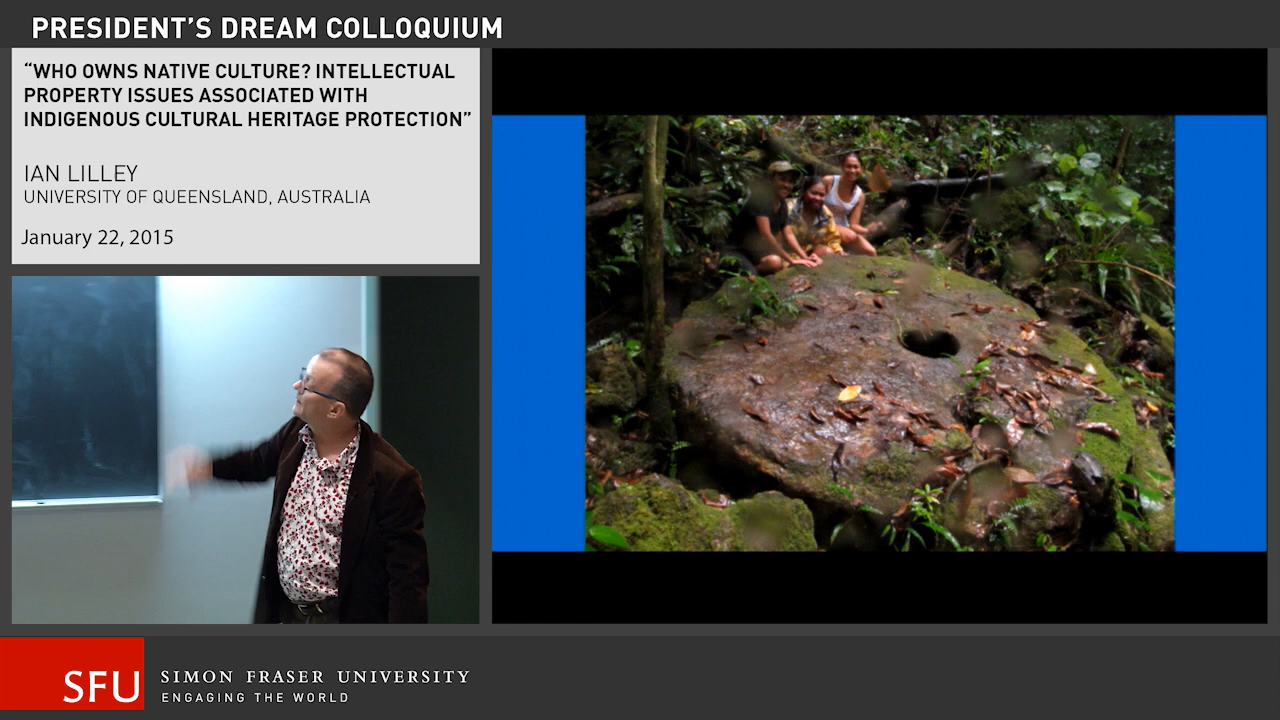 PRESIDENT’S DREAM COLLOQUIUM
“WHO OWNS NATIVE CULTURE? INTELLECTUAL
PROPERTY ISSUES ASSOCIATED WITH
INDIGENOUS CULTURAL HERITAGE PROTECTION”
IAN LILLEY
UNIVERSITY OF QUEENSLAND, AUSTRALIA
January 22, 2015
SFU
SIMON FRASER UNIVERSITY
ENGAGING THE WORLD